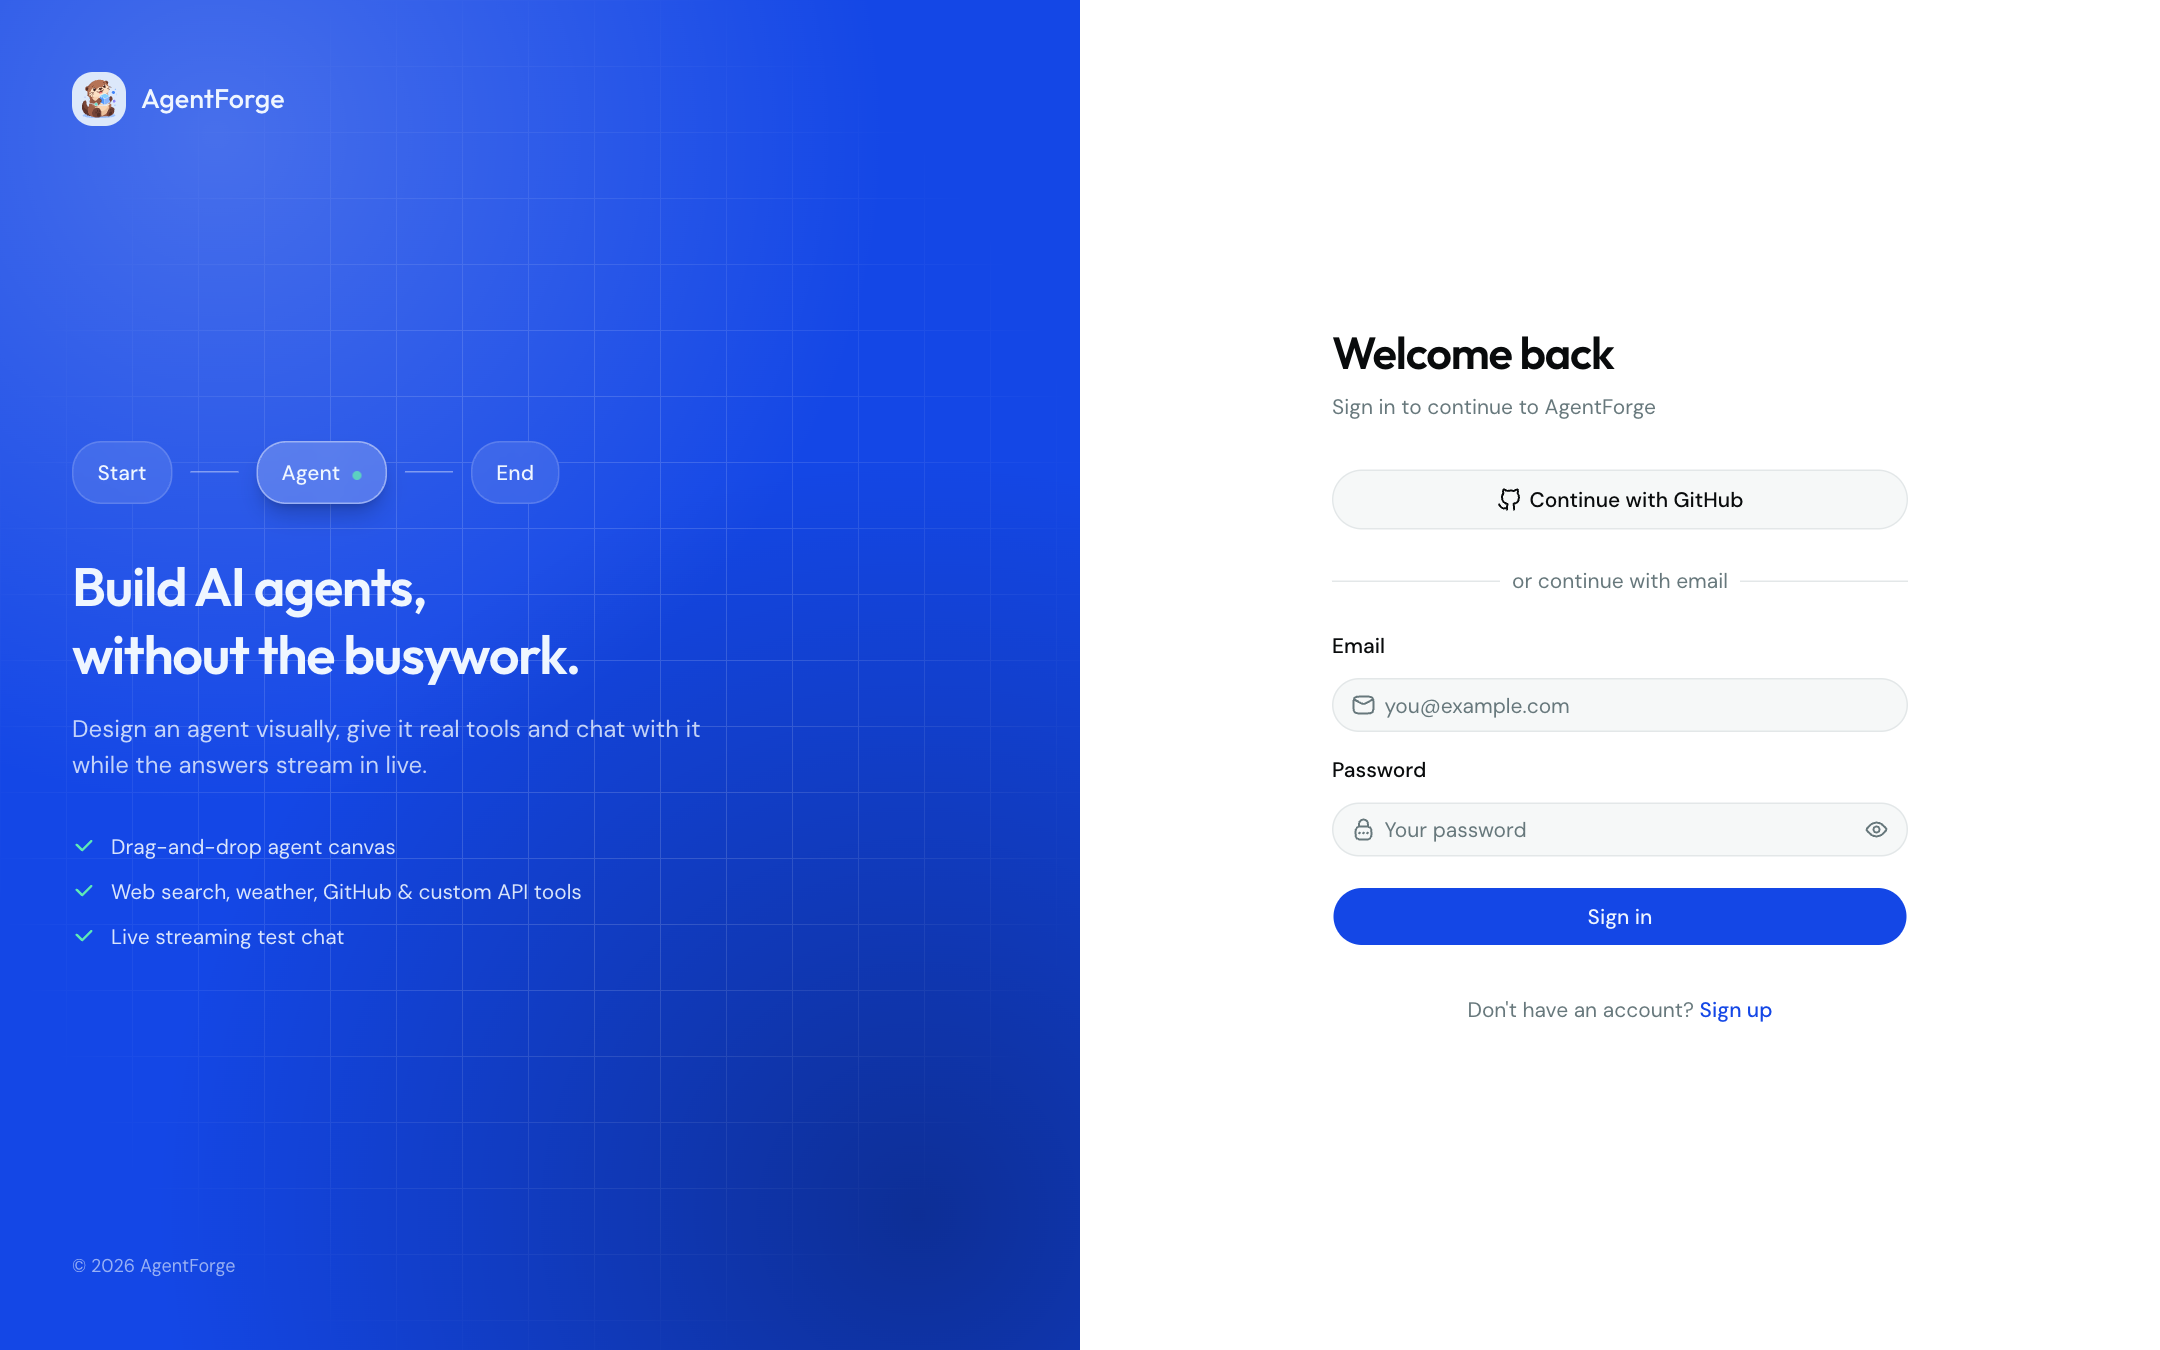 AgentForge
Start
Agent
End
Build AI agents,
without the busywork.
Design an agent visually, give it real tools and chat with it
while the answers stream in live.
Drag-and-drop agent canvas
Web search, weather, GitHub & custom API tools
Live streaming test chat
© 2026 AgentForge
Welcome back
Sign in to continue to AgentForge
Continue with GitHub
or continue with email
Email
you@example.com
Password
Your password
Sign in
Don't have an account? Sign up